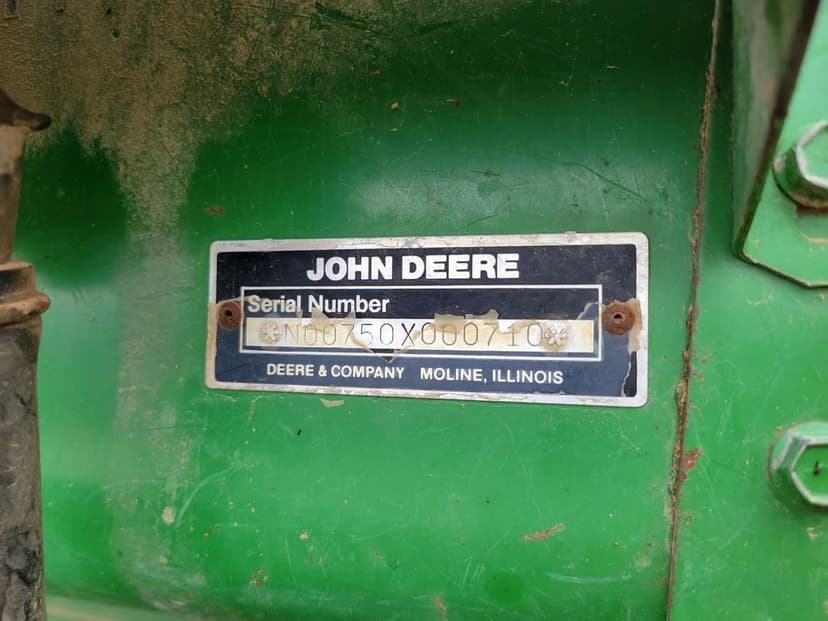 JOHN DEERE
Serial Number
N00750X000710
DEERE & COMPANY MOLINE, ILLINOIS